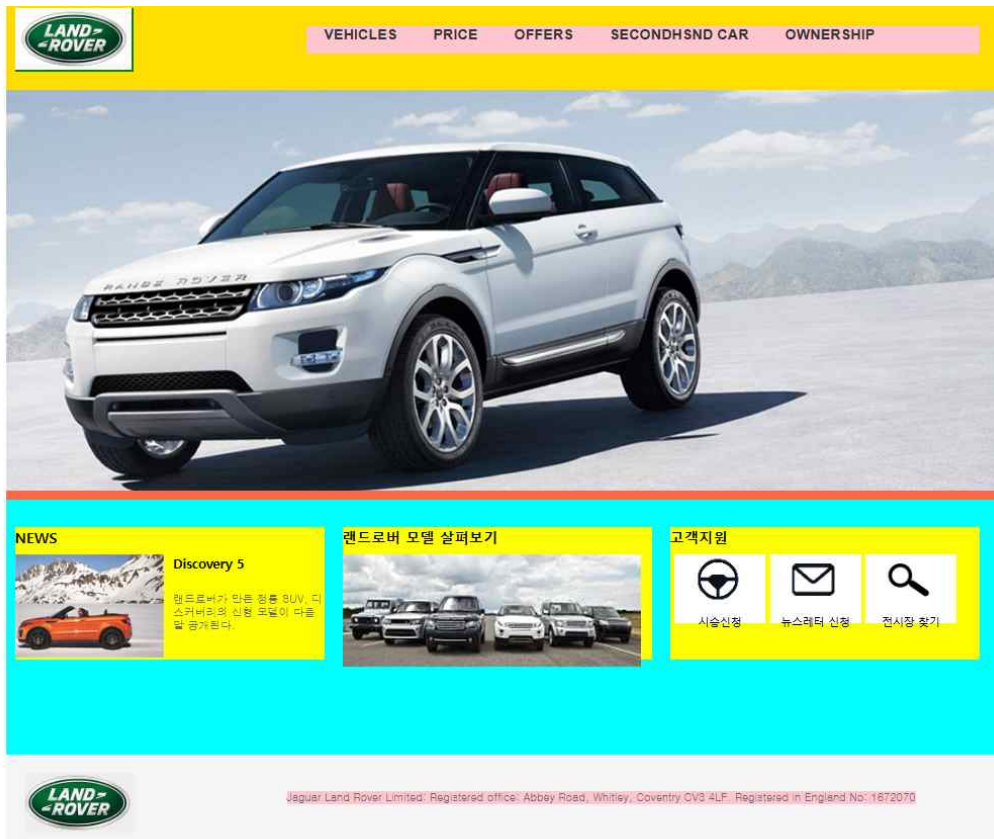 LAND-
-ROVER
VEHICLES PRICE OFFERS SECONDHSND CAR OWNERSHIP
RANGE ROVER
NEWS
Discovery 5
랜드로버가 만든 정통 SUV, 디
스커버리의 신형 모델이 다음
달 공개된다.
랜드로버 모델 살펴보기
고객지원
시승신청 뉴스레터 신청 전시장 찾기
LAND-
-ROVER
Jaguar Land Rover Limited: Registered office: Abbey Road, Whitley, Coventry CV3 4LF. Registered in England No: 1672070